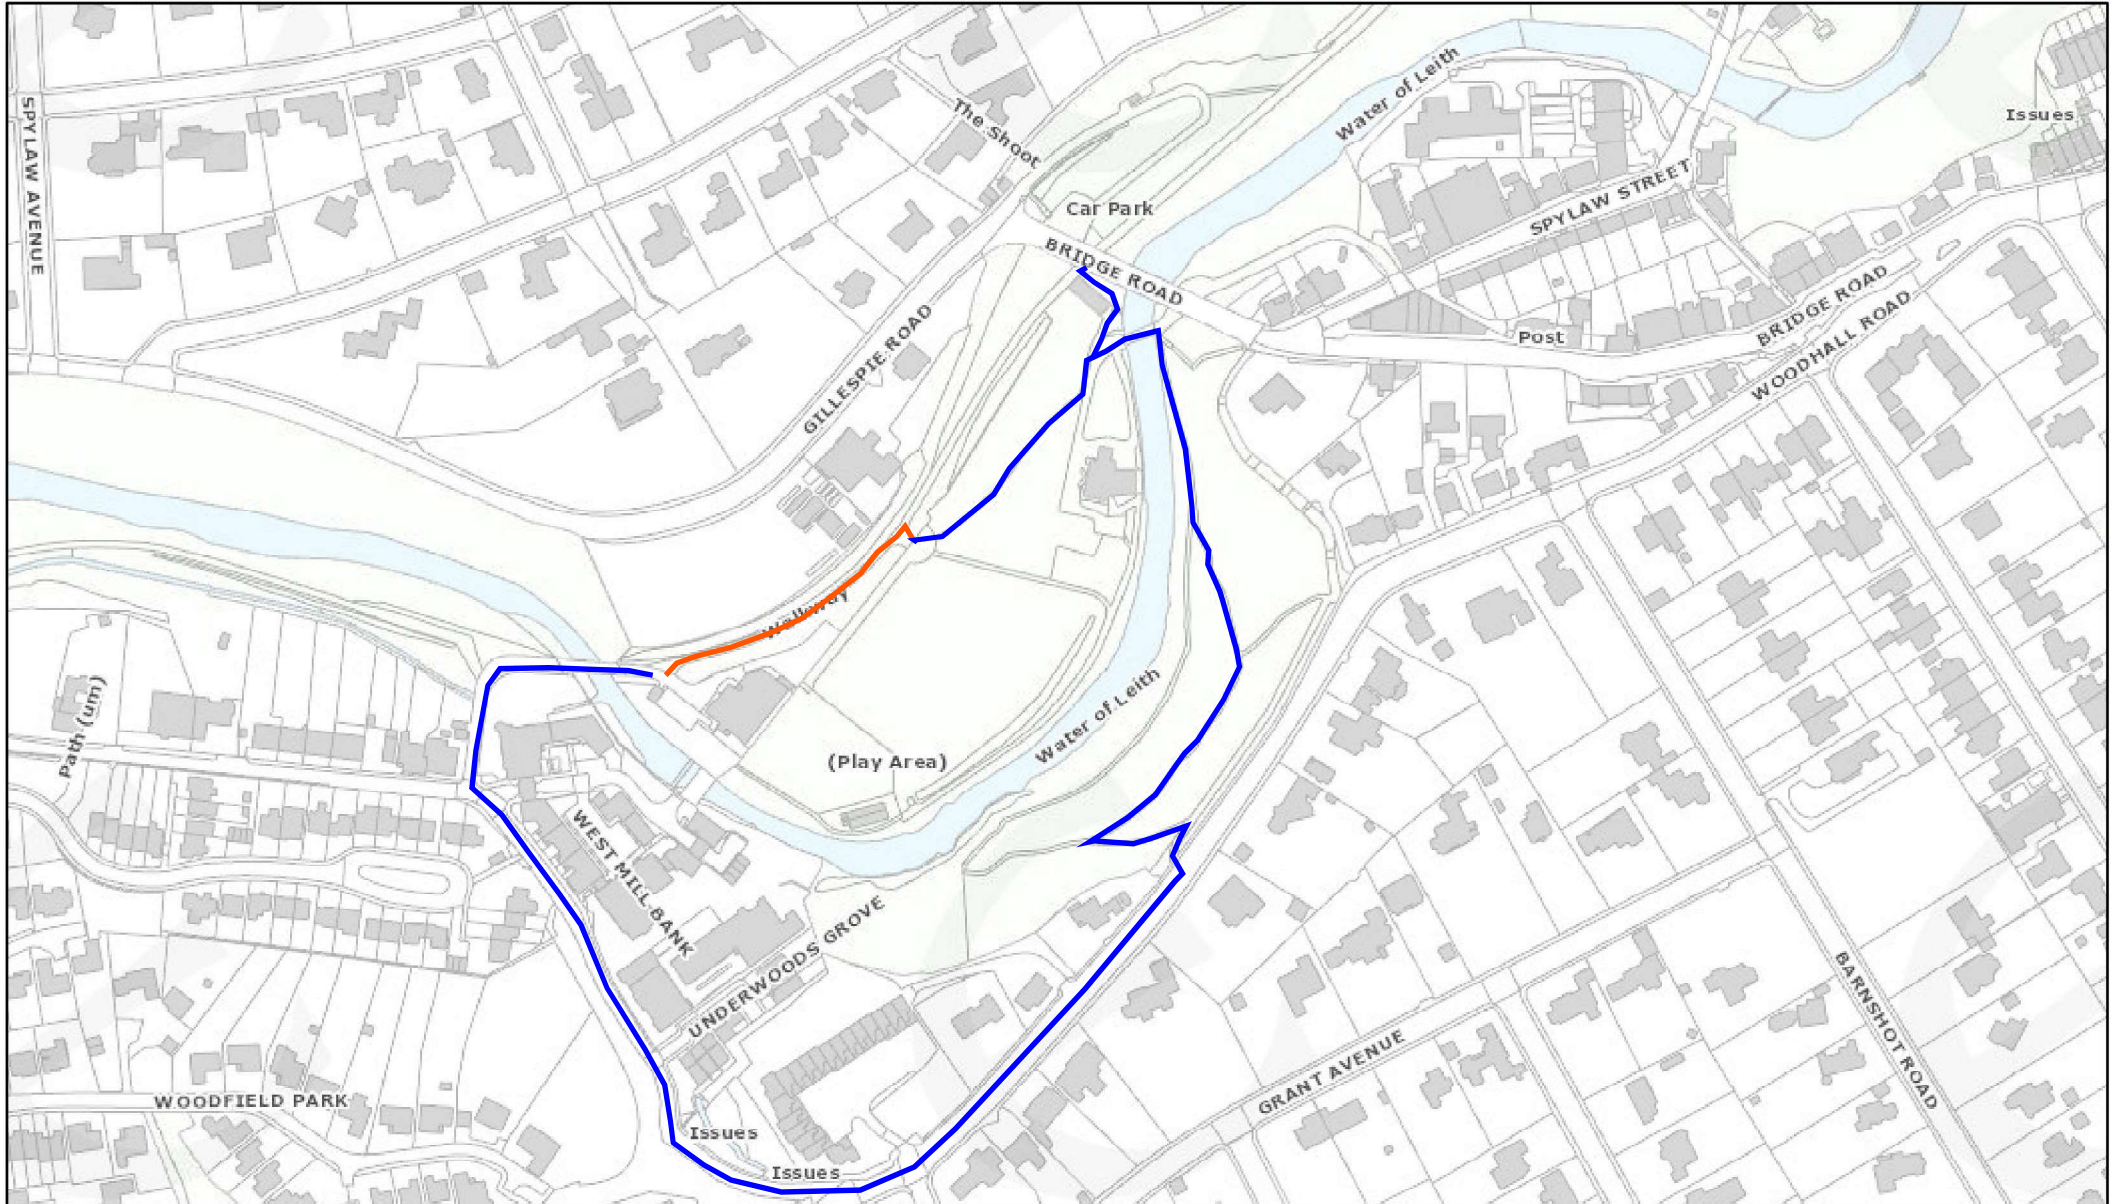 Water of Leith
SPYLAW AVENUE
The Shoot
Issues
Car Park
SPYLAW STREET
BRIDGE ROAD
BRIDGE ROAD
Post
WOODHALL ROAD
GILLESPIE ROAD
Walkway
Path (um)
Water of Leith
(Play Area)
WEST MILL BANK
UNDERWOODS GROVE
BARNSHOT ROAD
GRANT AVENUE
WOODFIELD PARK
Issues
Issues